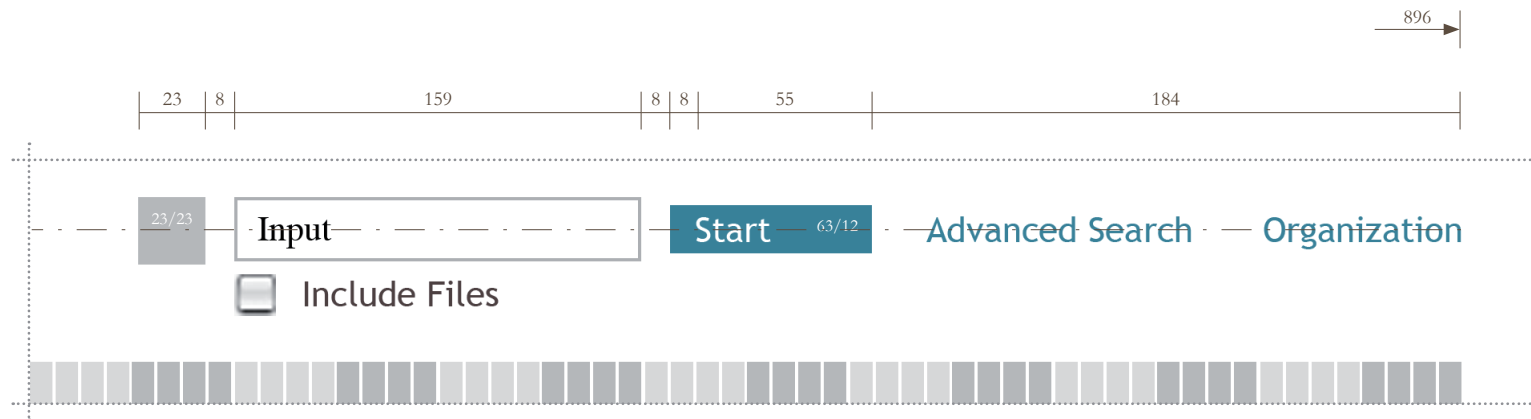 896
23 8 159 8 8 55 184
23/23 Input Start 63/12 Advanced Search Organization
Include Files